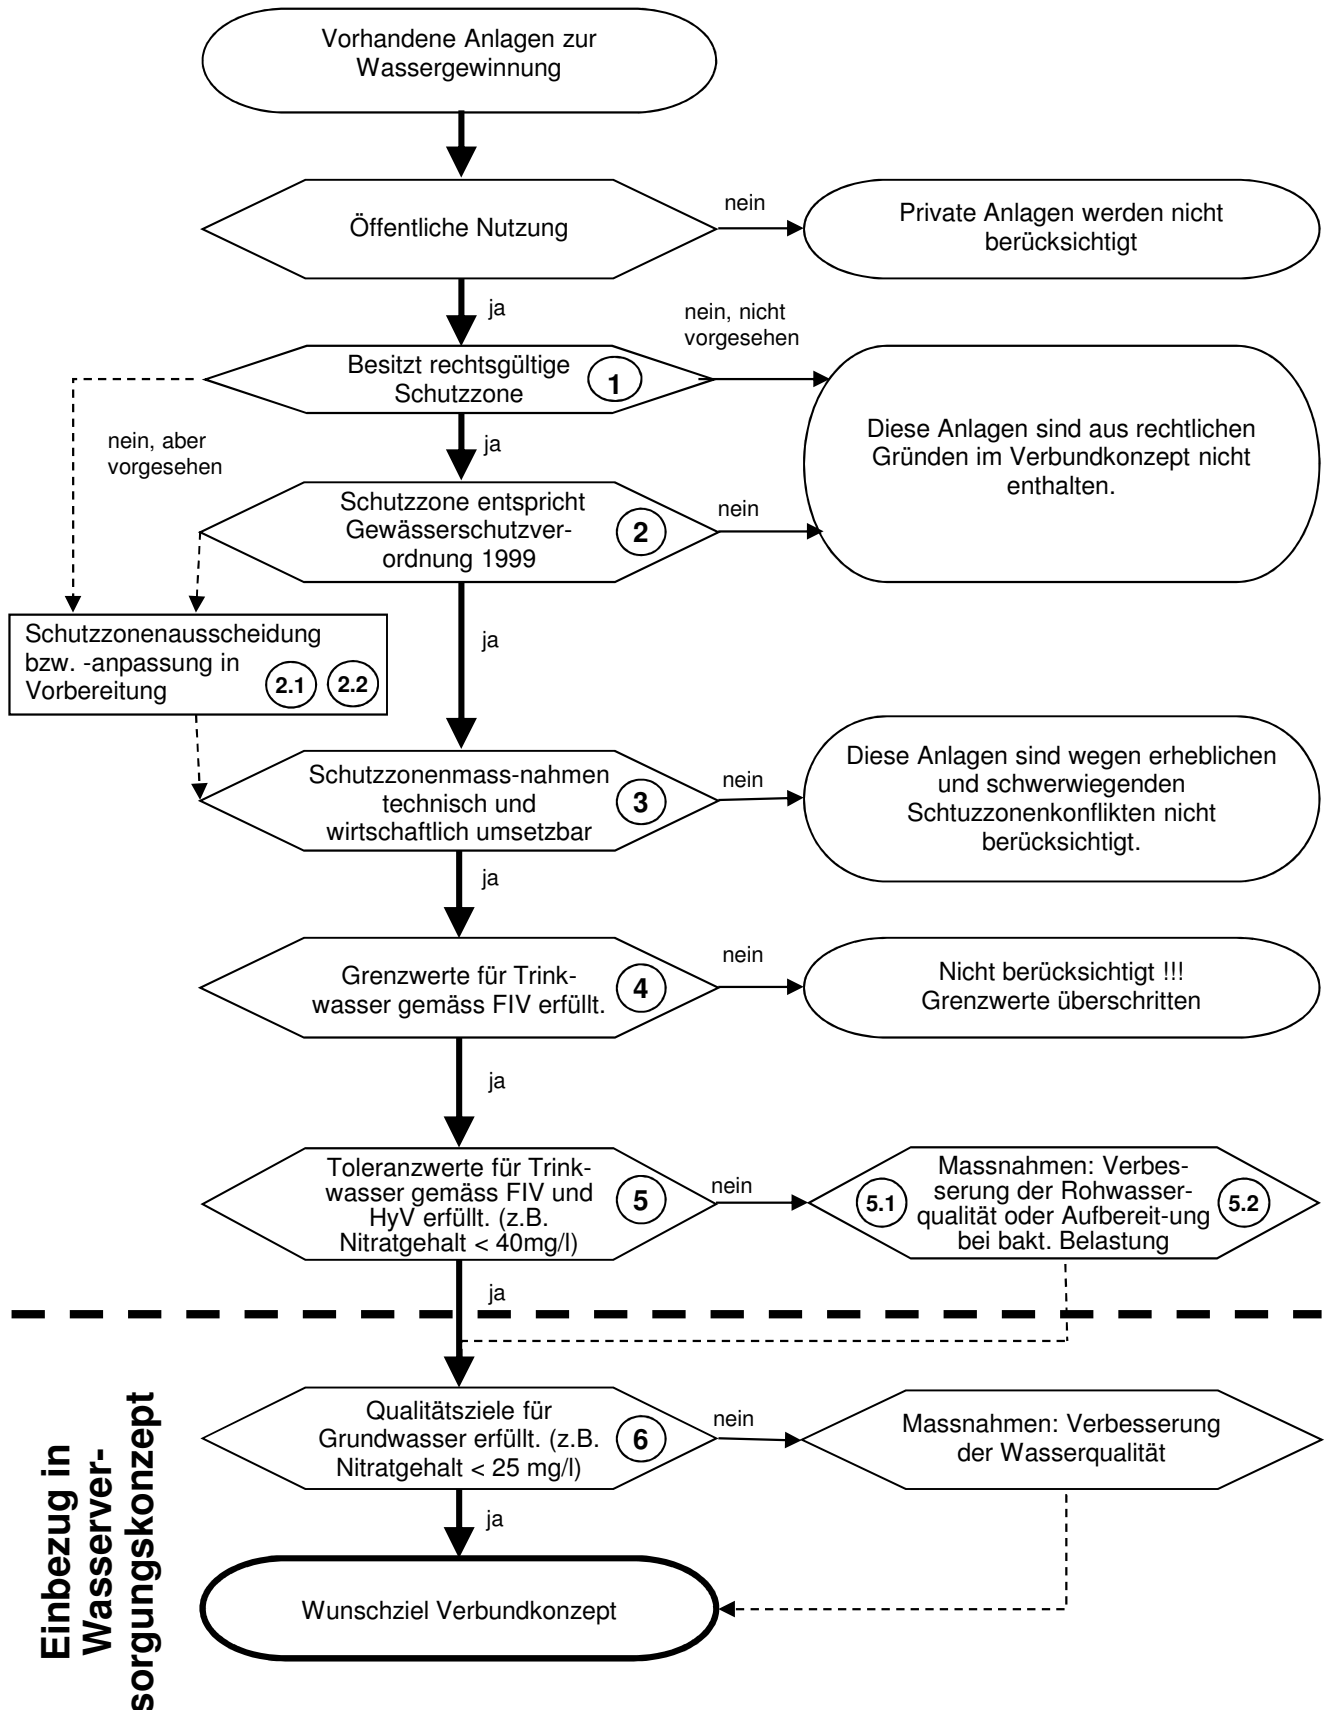 Vorhandene Anlagen zur
Wassergewinnung
Öffentliche Nutzung
nein
Private Anlagen werden nicht
berücksichtigt
ja
nein, nicht
vorgesehen
Besitzt rechtsgültige
Schutzzone
1
Diese Anlagen sind aus rechtlichen
Gründen im Verbundkonzept nicht
enthalten.
nein, aber
vorgesehen
ja
Schutzzone entspricht
Gewässerschutzver-
ordnung 1999
2
nein
Schutzzonenausscheidung
bzw. -anpassung in
Vorbereitung
2.1
2.2
ja
Schutzzonenmass-nahmen
technisch und
wirtschaftlich umsetzbar
3
nein
Diese Anlagen sind wegen erheblichen
und schwerwiegenden
Schtuzzonenkonflikten nicht
berücksichtigt.
ja
Grenzwerte für Trink-
wasser gemäss FIV erfüllt.
4
nein
Nicht berücksichtigt !!!
Grenzwerte überschritten
ja
Toleranzwerte für Trink-
wasser gemäss FIV und
HyV erfüllt. (z.B.
Nitratgehalt < 40mg/l)
5
nein
5.1
Massnahmen: Verbes-
serung der Rohwasser-
qualität oder Aufbereit-ung
bei bakt. Belastung
5.2
ja
Einbezug in
Wasserver-
sorgungskonzept
Qualitätsziele für
Grundwasser erfüllt. (z.B.
Nitratgehalt < 25 mg/l)
6
nein
Massnahmen: Verbesserung
der Wasserqualität
ja
Wunschziel Verbundkonzept